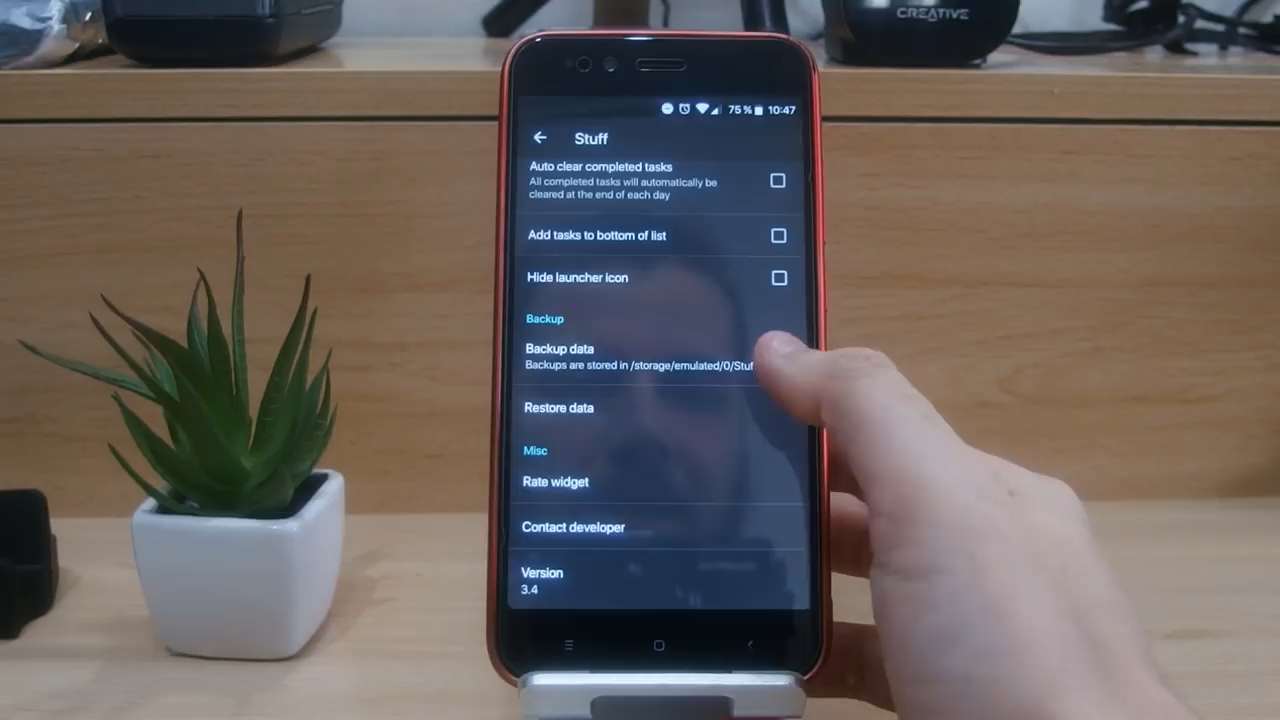 CREATIVE
75% 10:47
Stuff
Auto clear completed tasks
All completed tasks will automatically be
cleared at the end of each day
Add tasks to bottom of list
Hide launcher icon
Backup
Backup data
Backups are stored in /storage/emulated/0/Stuf
Restore data
Misc
Rate widget
Contact developer
Version
3.4